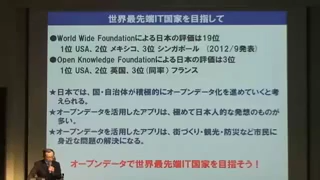 世界最先端IT国家を目指して
●World Wide Foundationによる日本の評価は19位
1位 USA、2位 メキシコ、3位 シンガポール （2012/9発表）
●Open Knowledge Foundationによる日本の評価は3位
1位 USA、2位 英国、3位（同率）フランス
★日本では、国・自治体が積極的にオープンデータ化を進めていくと
考えられる。
★オープンデータを活用したアプリは、極めて日本人的な発想のものが
多い。
★オープンデータを活用したアプリは、街づくり・観光・防災など市民に
身近な問題の解決になる。
オープンデータで世界最先端IT国家を目指そう！